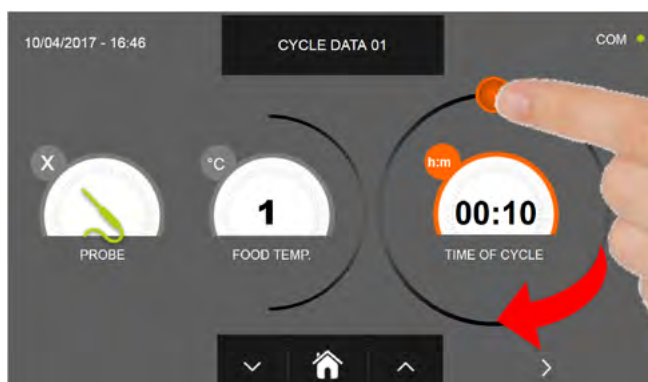 10/04/2017 - 16:46
CYCLE DATA 01
COM
X
°C
h:m
1
00:10
PROBE
FOOD TEMP.
TIME OF CYCLE